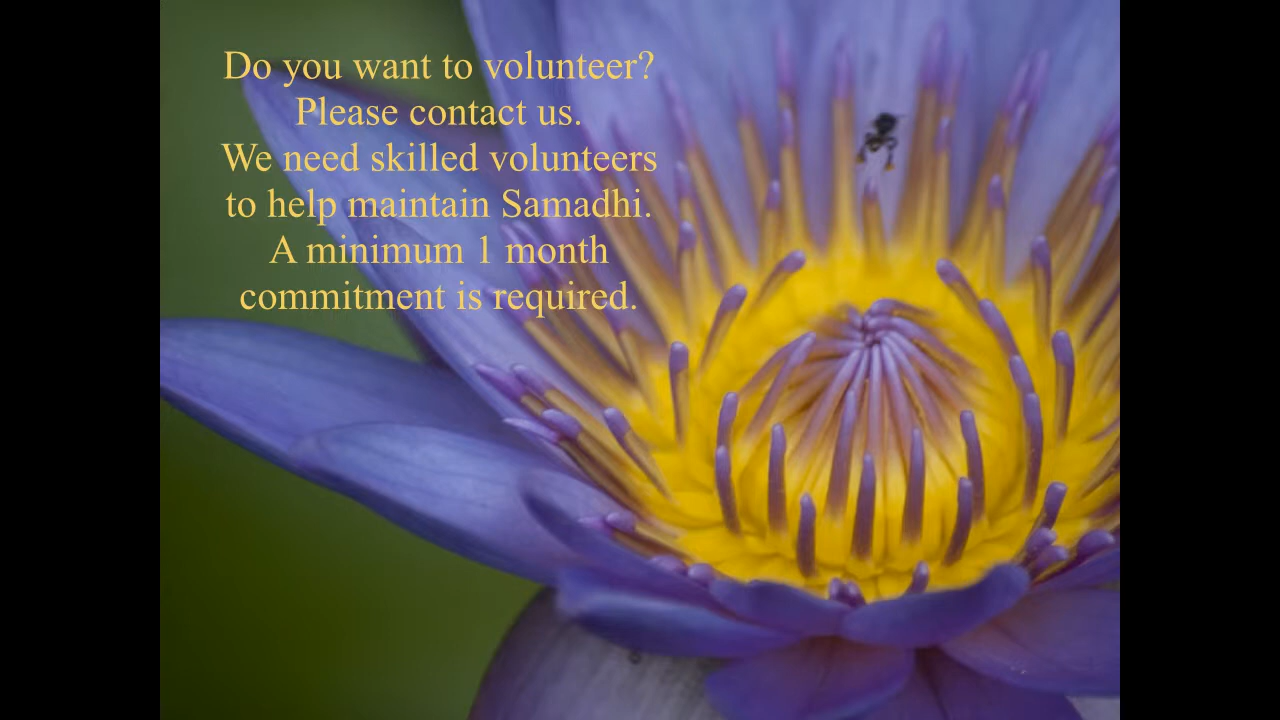 Do you want to volunteer?
Please contact us.
We need skilled volunteers
to help maintain Samadhi.
A minimum 1 month
commitment is required.